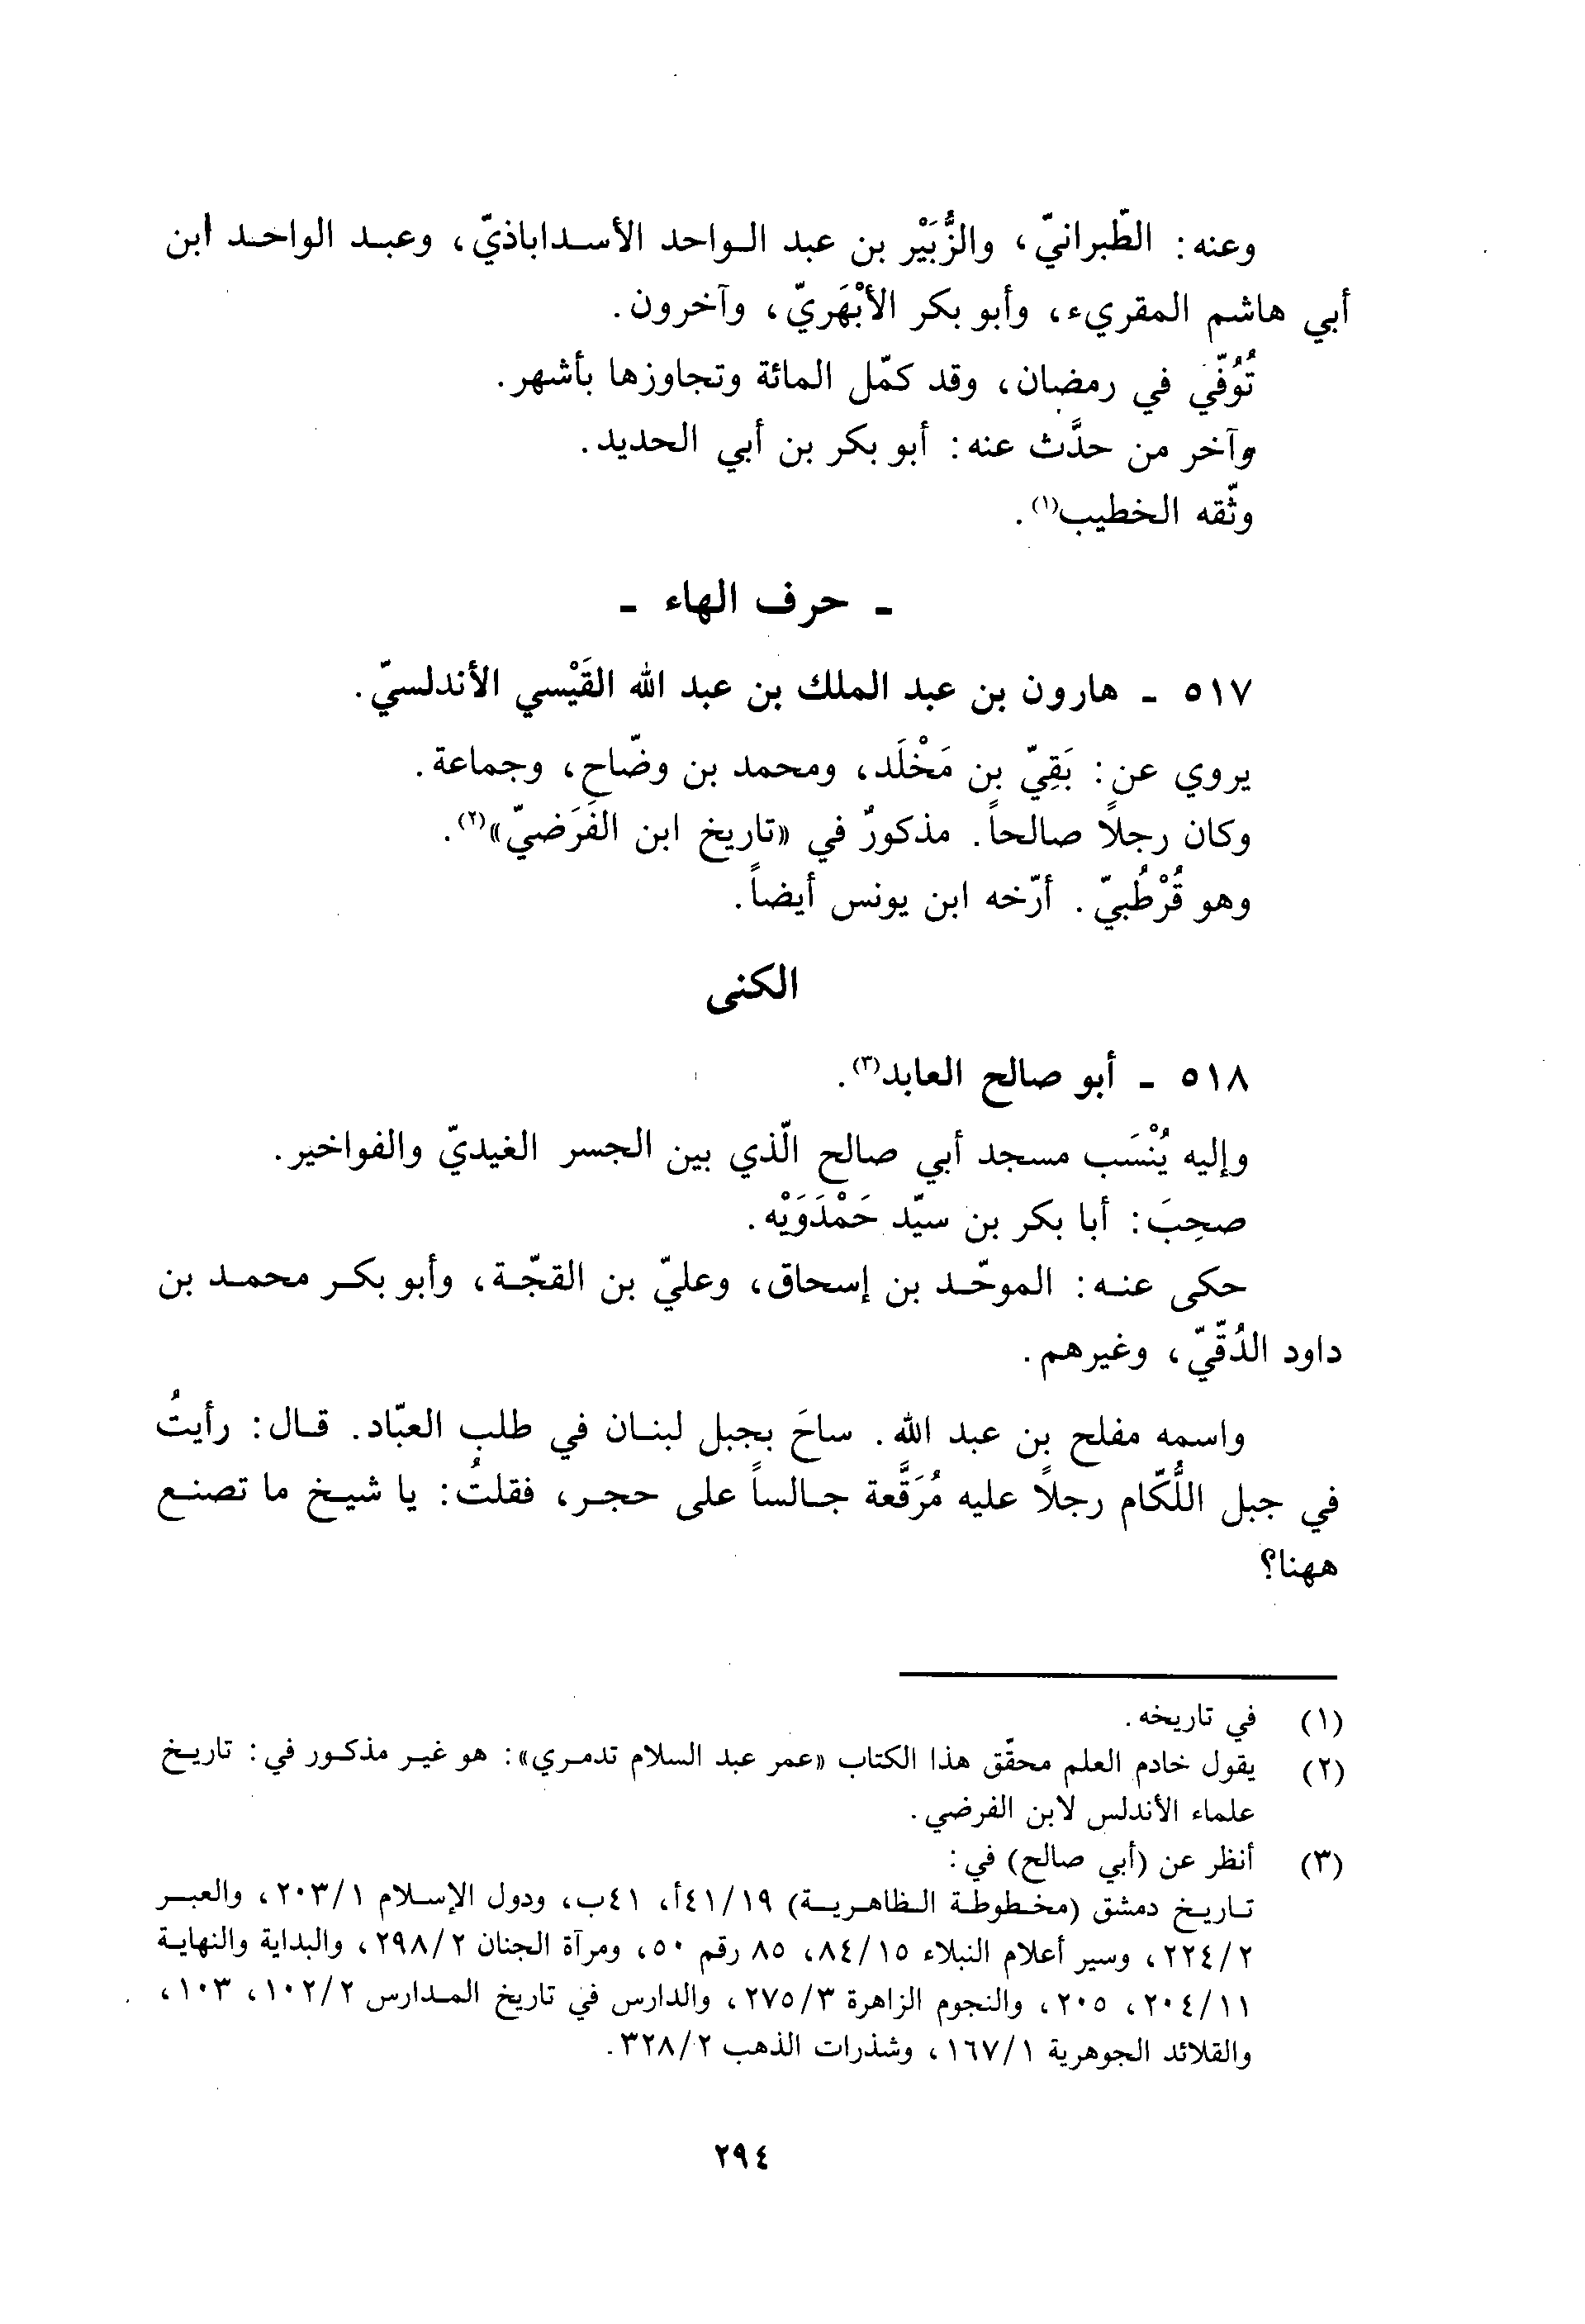 وعنه: الطّبرانيّ، والزُّبَيْر بن عبد الواحد الأسداباذيّ، وعبد الواحد ابن
أبي هاشم المقريء، وأبو بكر الأبْهَريّ، وآخرون.
تُوُفّي في رمضان، وقد كمّل المائة وتجاوزها بأشهر.
وآخر من حدَّث عنه: أبو بكر بن أبي الحديد.
وثّقه الخطيب(١).
ـ حرف الهاء ـ
٥١٧ ـ هارون بن عبد الملك بن عبد الله القَيْسي الأندلسيّ.
يروي عن: بَقِيّ بن مَخْلَد، ومحمد بن وضّاح، وجماعة.
وكان رجلًا صالحاً. مذكورٌ في «تاريخ ابن الفَرَضيّ»(٢).
وهو قُرْطُبيّ. أرّخه ابن يونس أيضاً.
الكنى
٥١٨ ـ أبو صالح العابد(٣).
وإليه يُنْسَب مسجد أبي صالح الّذي بين الجسر الغيديّ والفواخير.
صحِبَ: أبا بكر بن سيّد حَمْدَوَيْه.
حكى عنه: الموحّد بن إسحاق، وعليّ بن القجّة، وأبو بكر محمد بن
داود الدُقّيّ، وغيرهم.
واسمه مفلح بن عبد الله. ساحَ بجبل لبنان في طلب العبّاد. قال: رأيتُ
في جبل اللُّكّام رجلًا عليه مُرَقَّعة جالساً على حجر، فقلتُ: يا شيخ ما تصنع
ههنا؟
(١) في تاريخه.
(٢) يقول خادم العلم محقّق هذا الكتاب «عمر عبد السلام تدمري»: هو غير مذكور في: تاريخ
علماء الأندلس لابن الفرضي.
(٣) أنظر عن (أبي صالح) في:
تاريخ دمشق (مخطوطة الظاهرية) ٤١/١٩أ، ٤١ب، ودول الإسلام ٢٠٣/١، والعبر
٢٢٤/٢، وسير أعلام النبلاء ٨٤/١٥، ٨٥ رقم ٥٠، ومرآة الجنان ٢٩٨/٢، والبداية والنهاية
٢٠٤/١١، ٢٠٥، والنجوم الزاهرة ٢٧٥/٣، والدارس في تاريخ المدارس ١٠٢/٢، ١٠٣،
والقلائد الجوهرية ١٦٧/١، وشذرات الذهب ٣٢٨/٢.
٢٩٤